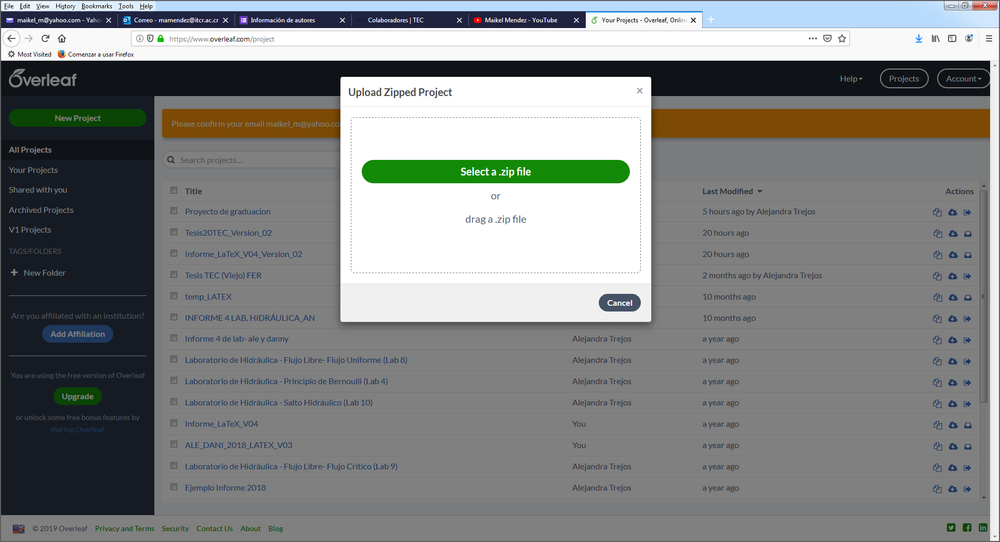 File Edit View History Bookmarks Tools Help
maikel_m@yahoo.com - Yahoo
Correo - mamendez@itcr.ac.cr
Información de autores
Colaboradores | TEC
Maikel Mendez - YouTube
Your Projects - Overleaf, Online
https://www.overleaf.com/project
Most Visited Comenzar a usar Firefox
Overleaf
Help Projects Account
Upload Zipped Project ×
New Project
Please confirm your email maikel_m@yahoo.co
All Projects
Search projects...
Select a .zip file
Your Projects
Shared with you
or
Title Last Modified Actions
Archived Projects
Proyecto de graduacion 5 hours ago by Alejandra Trejos
drag a .zip file
V1 Projects
Tesis20TEC_Version_02 20 hours ago
TAGS/FOLDERS
Informe_LaTeX_V04_Version_02 20 hours ago
+ New Folder
Tesis TEC (Viejo) FER 2 months ago by Alejandra Trejos
temp_LATEX 10 months ago
Cancel
Are you affiliated with an institution?
INFORME 4 LAB. HIDRÁULICA_AN 10 months ago
Add Affiliation
Informe 4 de lab- ale y danny Alejandra Trejos a year ago
Laboratorio de Hidráulica - Flujo Libre- Flujo Uniforme (Lab 8) Alejandra Trejos a year ago
You are using the free version of Overleaf
Laboratorio de Hidráulica - Principio de Bernoulli (Lab 4) Alejandra Trejos a year ago
Upgrade
Laboratorio de Hidráulica - Salto Hidráulico (Lab 10) Alejandra Trejos a year ago
or unlock some free bonus features by
sharing Overleaf.
Informe_LaTeX_V04 You a year ago
ALE_DANI_2018_LATEX_V03 You a year ago
Laboratorio de Hidráulica - Flujo Libre- Flujo Critico (Lab 9) Alejandra Trejos a year ago
Ejemplo Informe 2018 Alejandra Trejos a year ago
© 2019 Overleaf Privacy and Terms Security Contact Us About Blog